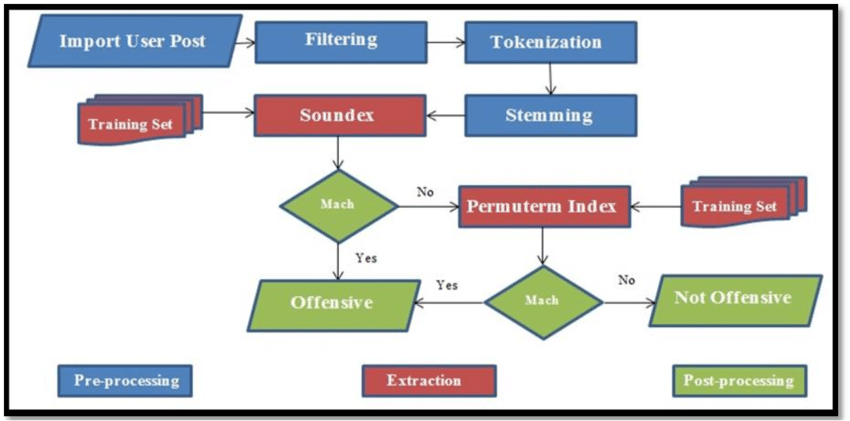 Import User Post
Filtering
Tokenization
Training Set
Soundex
Stemming
Mach
No
Permuterm Index
Training Set
Yes
Offensive
Yes
Mach
No
Not Offensive
Pre-processing
Extraction
Post-processing